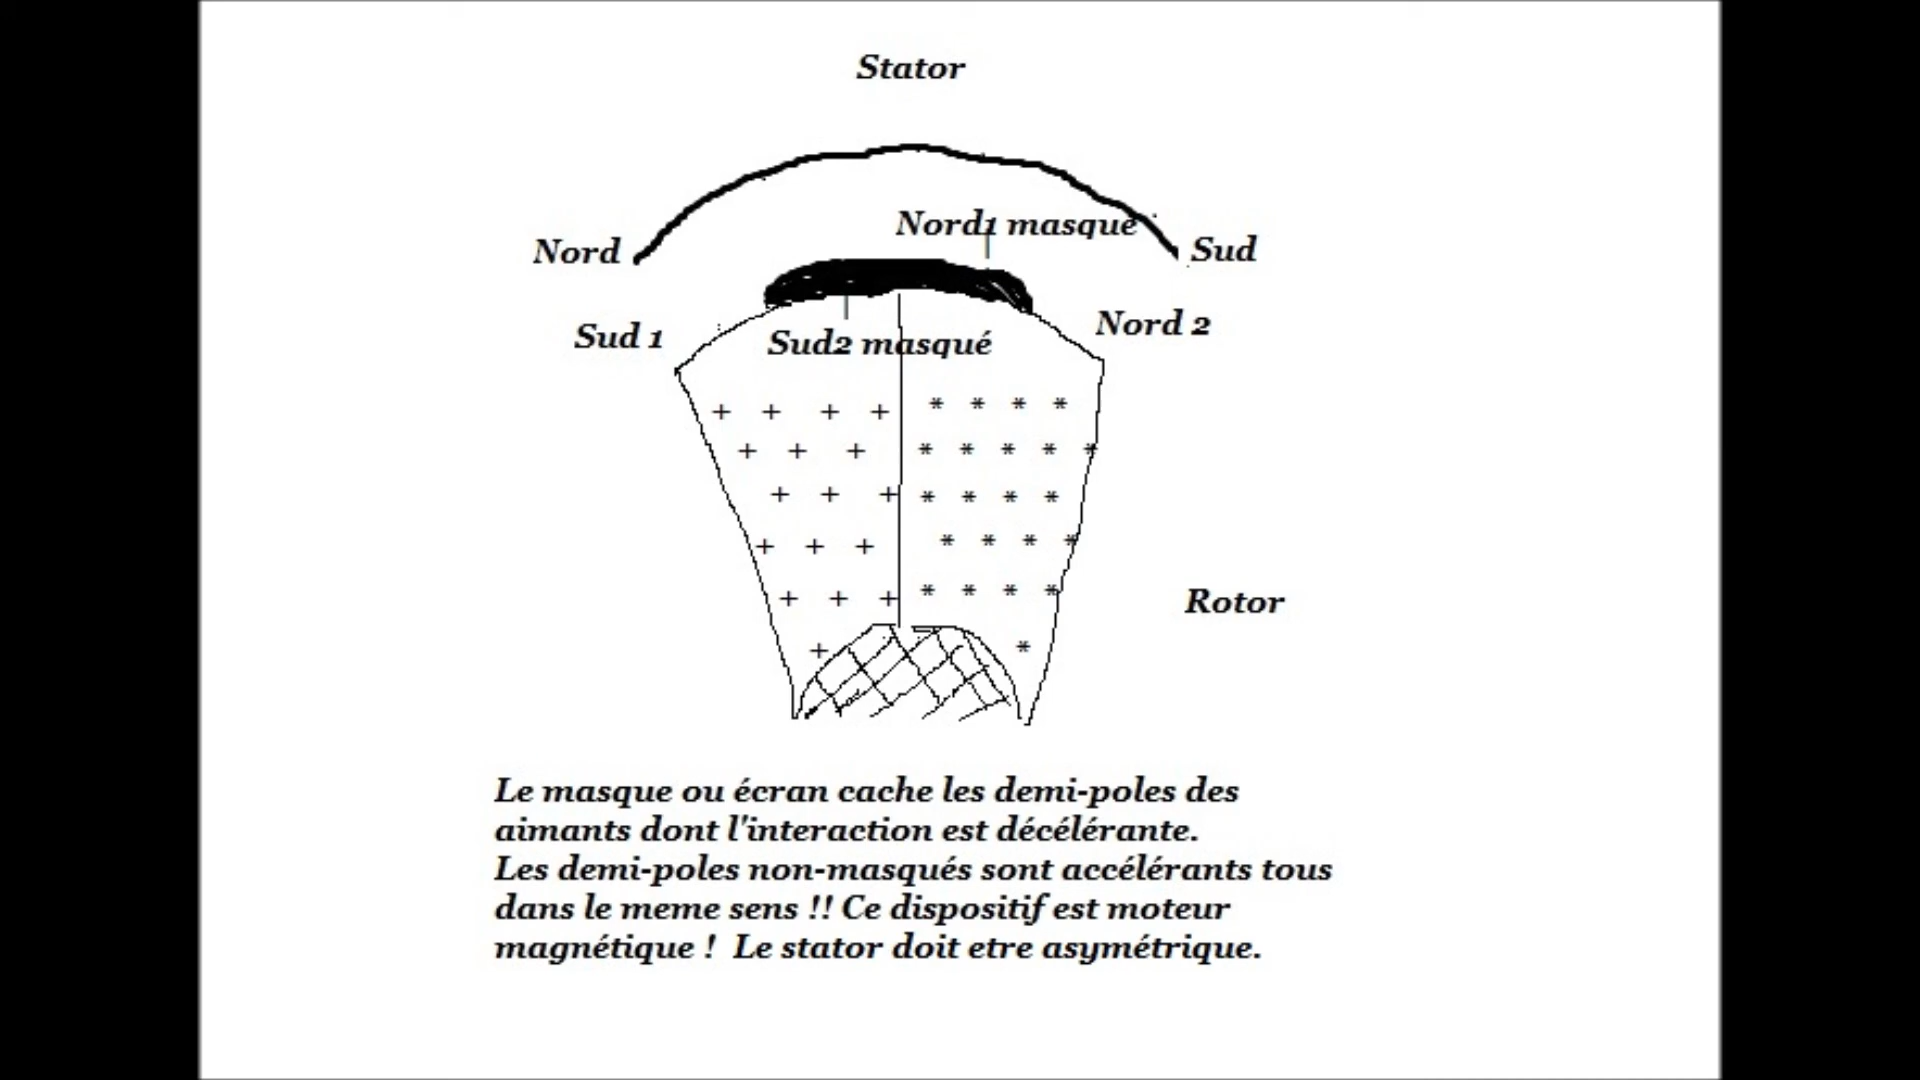 Stator
Nord1 masqué
Nord
Sud
Sud 1
Sud2 masqué
Nord 2
Rotor
Le masque ou écran cache les demi-poles des
aimants dont l'interaction est décélérante.
Les demi-poles non-masqués sont accélérants tous
dans le meme sens !! Ce dispositif est moteur
magnétique ! Le stator doit etre asymétrique.